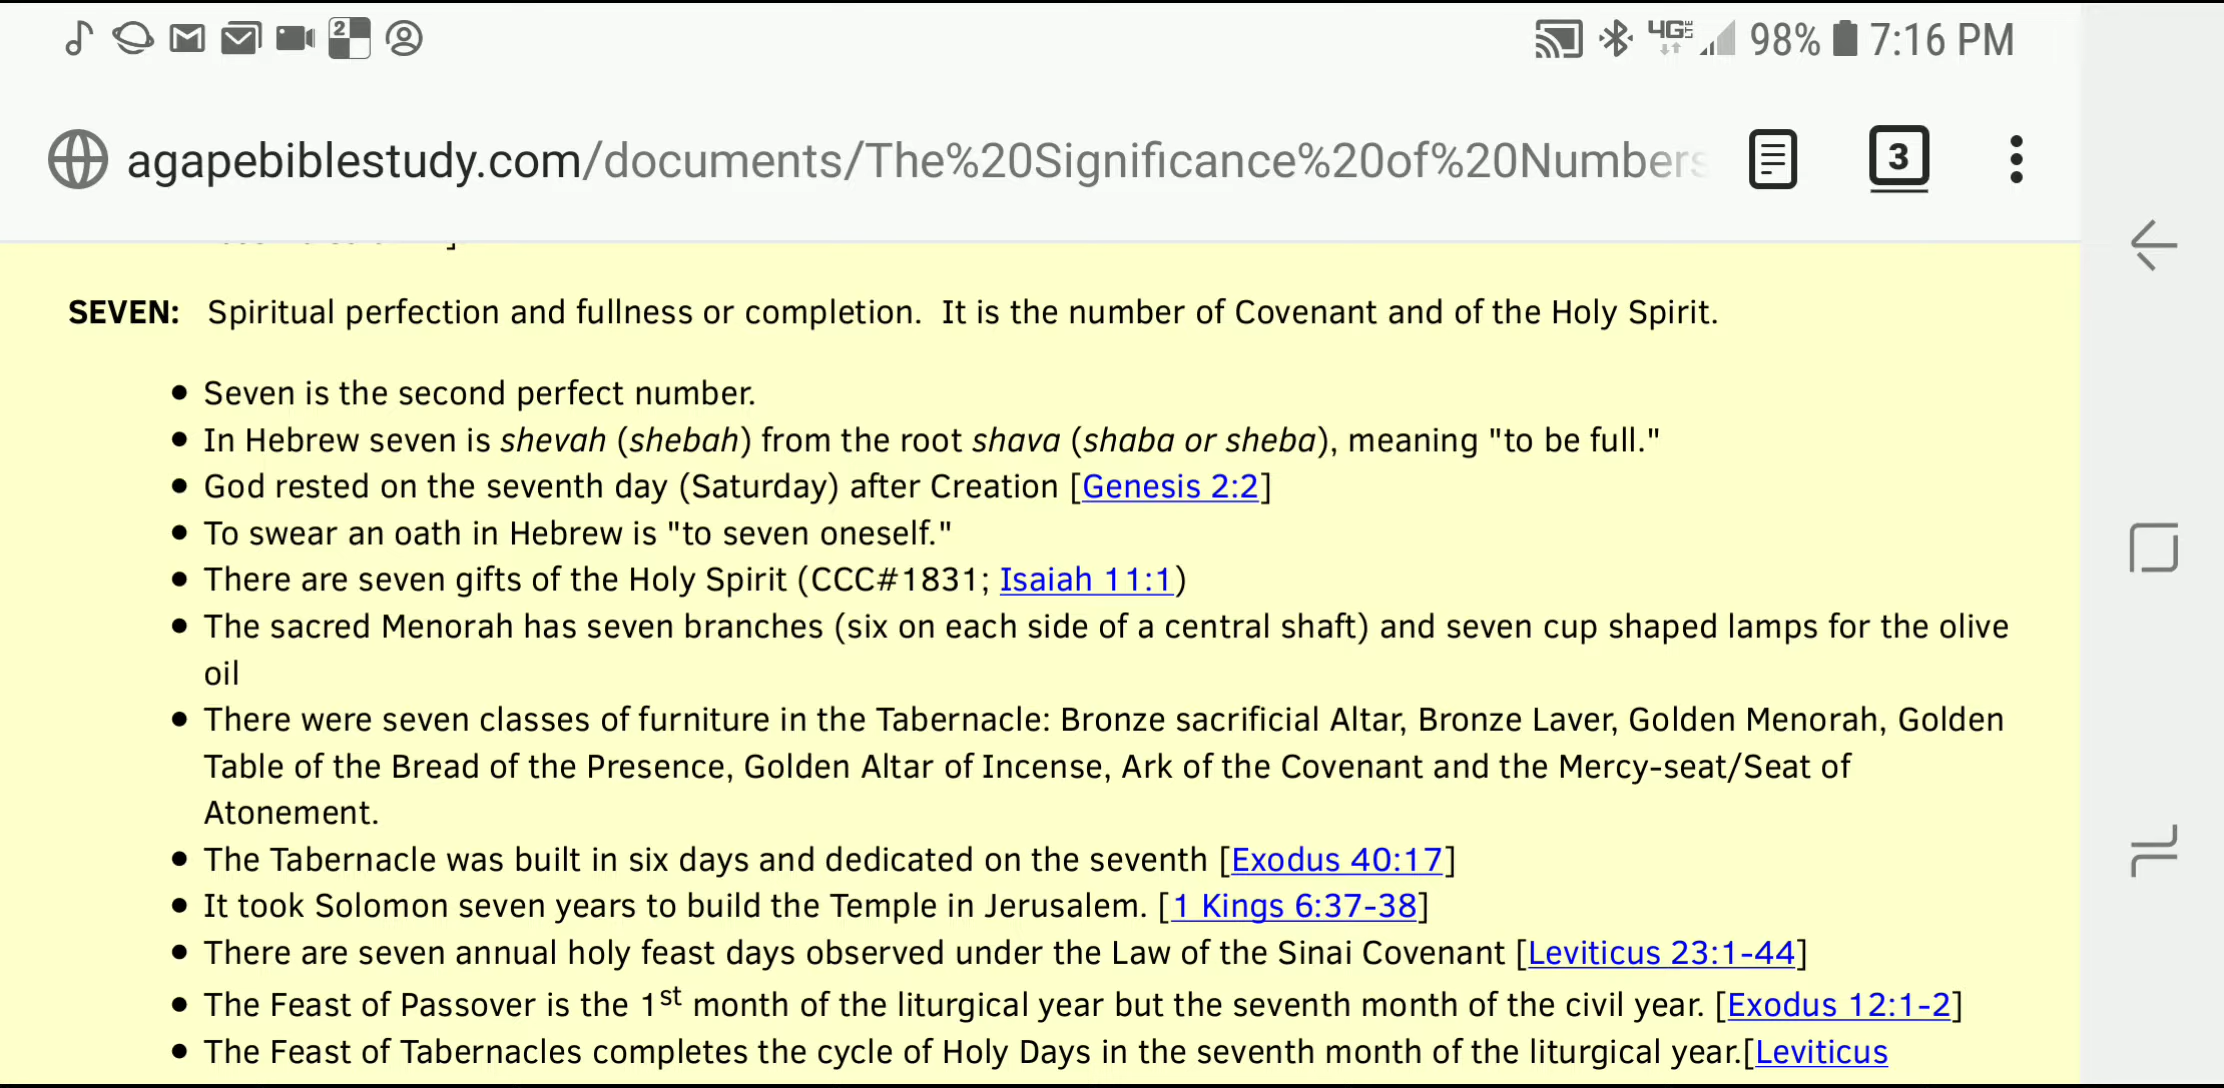 2
4G LTE 98% 7:16 PM
agapebiblestudy.com/documents/The%20Significance%20of%20Numbers
3
SEVEN: Spiritual perfection and fullness or completion. It is the number of Covenant and of the Holy Spirit.
• Seven is the second perfect number.
• In Hebrew seven is shevah (shebah) from the root shava (shaba or sheba), meaning "to be full."
• God rested on the seventh day (Saturday) after Creation [Genesis 2:2]
• To swear an oath in Hebrew is "to seven oneself."
• There are seven gifts of the Holy Spirit (CCC#1831; Isaiah 11:1)
• The sacred Menorah has seven branches (six on each side of a central shaft) and seven cup shaped lamps for the olive
oil
• There were seven classes of furniture in the Tabernacle: Bronze sacrificial Altar, Bronze Laver, Golden Menorah, Golden
Table of the Bread of the Presence, Golden Altar of Incense, Ark of the Covenant and the Mercy-seat/Seat of
Atonement.
• The Tabernacle was built in six days and dedicated on the seventh [Exodus 40:17]
• It took Solomon seven years to build the Temple in Jerusalem. [1 Kings 6:37-38]
• There are seven annual holy feast days observed under the Law of the Sinai Covenant [Leviticus 23:1-44]
• The Feast of Passover is the 1st month of the liturgical year but the seventh month of the civil year. [Exodus 12:1-2]
• The Feast of Tabernacles completes the cycle of Holy Days in the seventh month of the liturgical year.[Leviticus